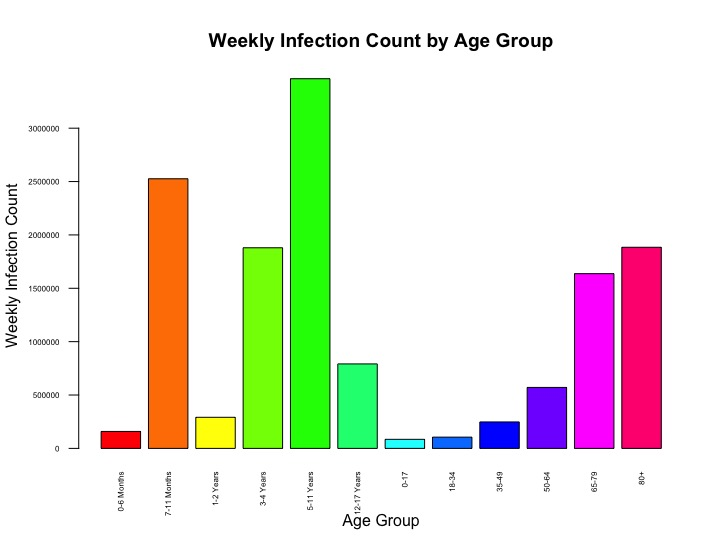 Weekly Infection Count by Age Group
Weekly Infection Count
3000000
2500000
2000000
1500000
1000000
500000
0
0-6 Months
7-11 Months
1-2 Years
3-4 Years
5-11 Years
12-17 Years
0-17
18-34
35-49
50-64
65-79
80+
Age Group